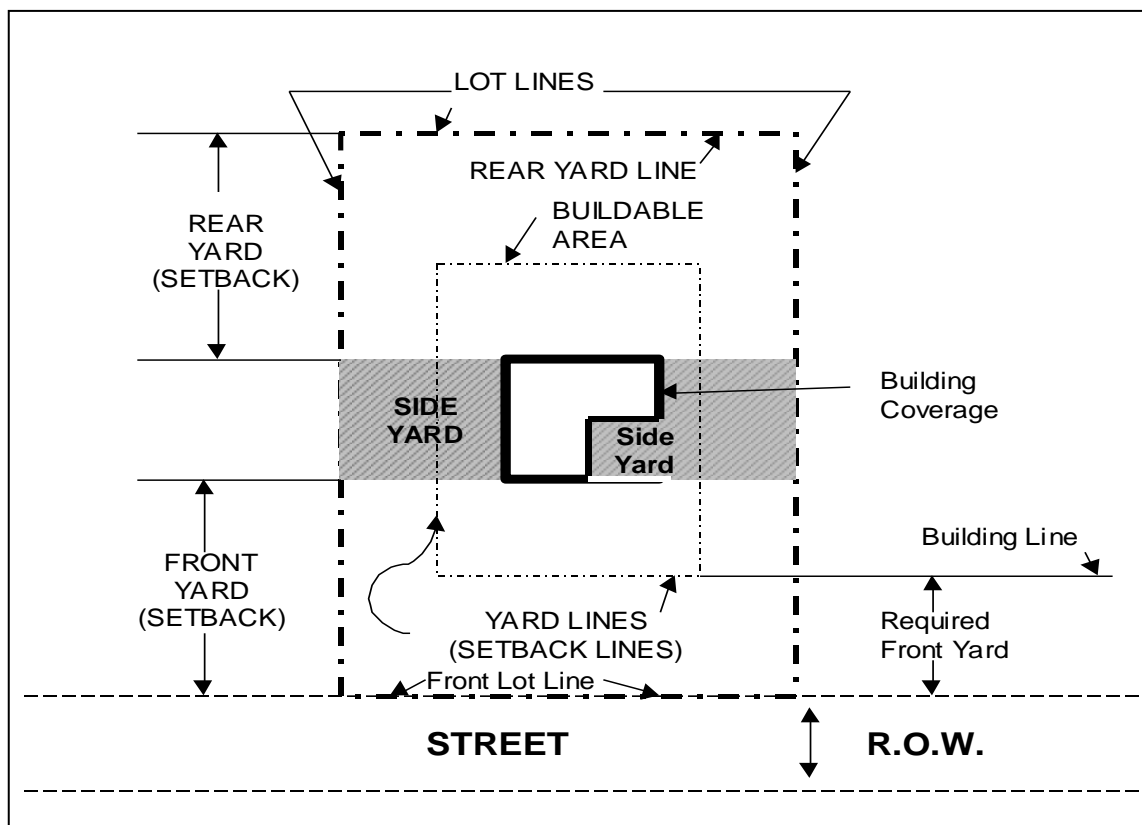 LOT LINES
REAR YARD LINE
BUILDABLE
AREA
REAR
YARD
(SETBACK)
SIDE
YARD
Side
Yard
Building
Coverage
Building Line
FRONT
YARD
(SETBACK)
YARD LINES
(SETBACK LINES)
Required
Front Yard
Front Lot Line
STREET
R.O.W.